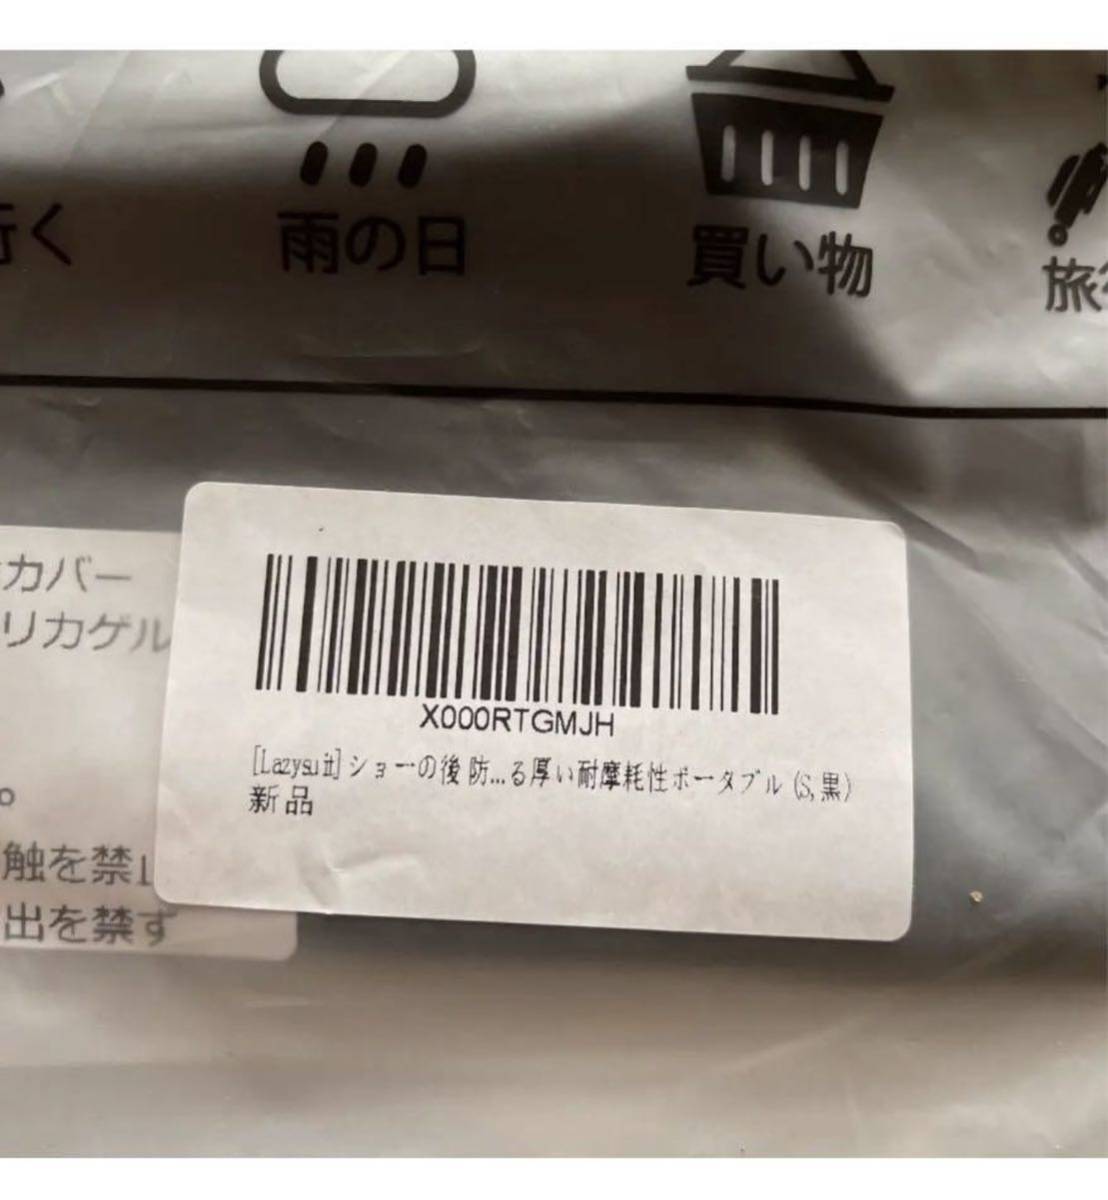 行く
雨の日
買い物
旅行
カバー
リカゲル
X000RTGMJH
[Lazysuit] ショーの後 防...る厚い耐摩耗性ポータブル (S, 黒)
新品
。
触を禁止
出を禁ず